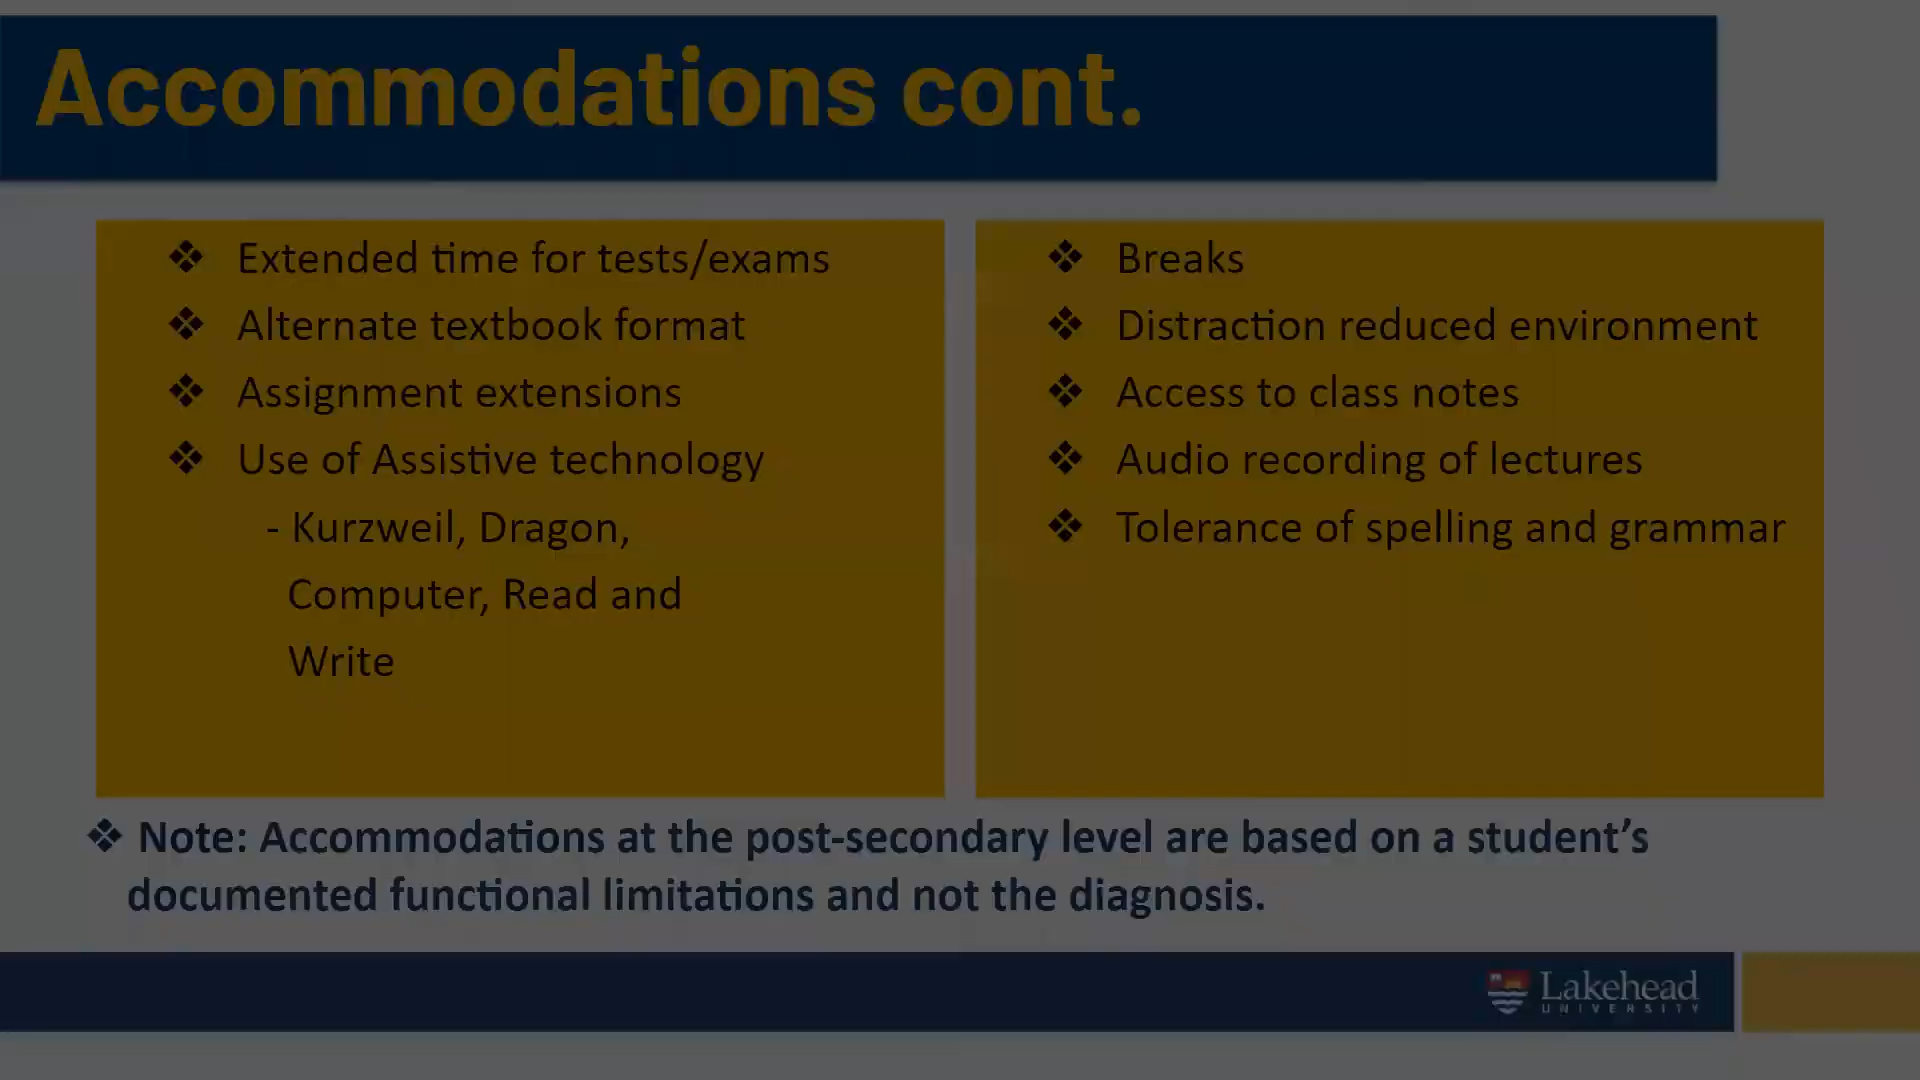 Accommodations cont.
❖ Extended time for tests/exams
❖ Alternate textbook format
❖ Assignment extensions
❖ Use of Assistive technology
- Kurzweil, Dragon,
Computer, Read and
Write
❖ Breaks
❖ Distraction reduced environment
❖ Access to class notes
❖ Audio recording of lectures
❖ Tolerance of spelling and grammar
❖ Note: Accommodations at the post-secondary level are based on a student’s
documented functional limitations and not the diagnosis.
Lakehead
UNIVERSITY